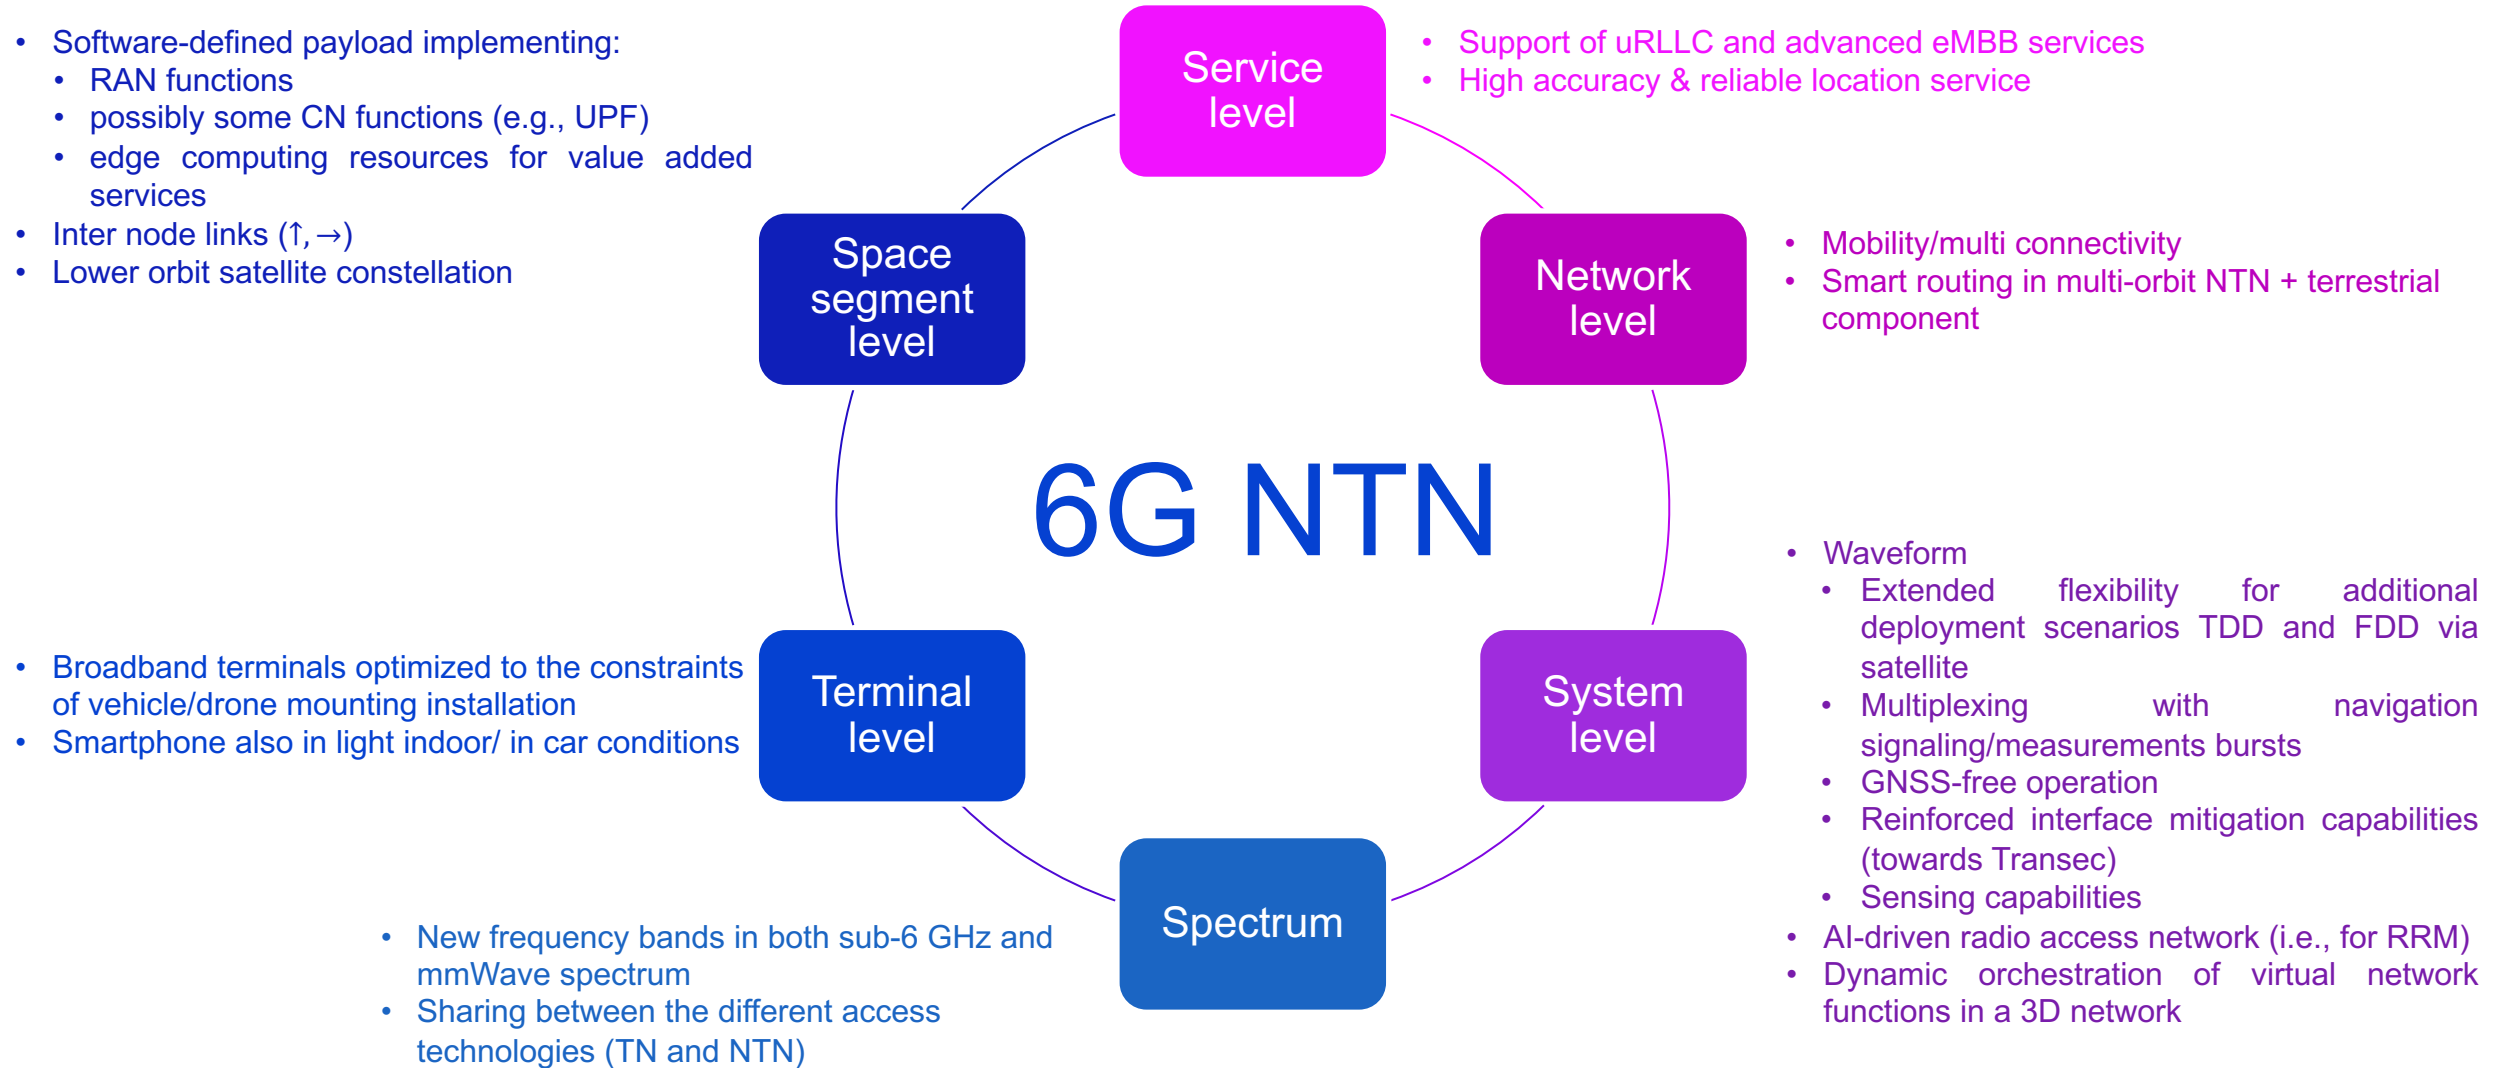 • Software-defined payload implementing:
• RAN functions
• possibly some CN functions (e.g., UPF)
• edge computing resources for value added
services
• Inter node links (↑,→)
• Lower orbit satellite constellation
Space
segment
level
Service
level
• Support of uRLLC and advanced eMBB services
• High accuracy & reliable location service
Network
level
• Mobility/multi connectivity
• Smart routing in multi-orbit NTN + terrestrial
component
6G NTN
• Broadband terminals optimized to the constraints
of vehicle/drone mounting installation
• Smartphone also in light indoor/ in car conditions
Terminal
level
System
level
• Waveform
• Extended flexibility for additional
deployment scenarios TDD and FDD via
satellite
• Multiplexing with navigation
signaling/measurements bursts
• GNSS-free operation
• Reinforced interface mitigation capabilities
(towards Transec)
• Sensing capabilities
• AI-driven radio access network (i.e., for RRM)
• Dynamic orchestration of virtual network
functions in a 3D network
Spectrum
• New frequency bands in both sub-6 GHz and
mmWave spectrum
• Sharing between the different access
technologies (TN and NTN)